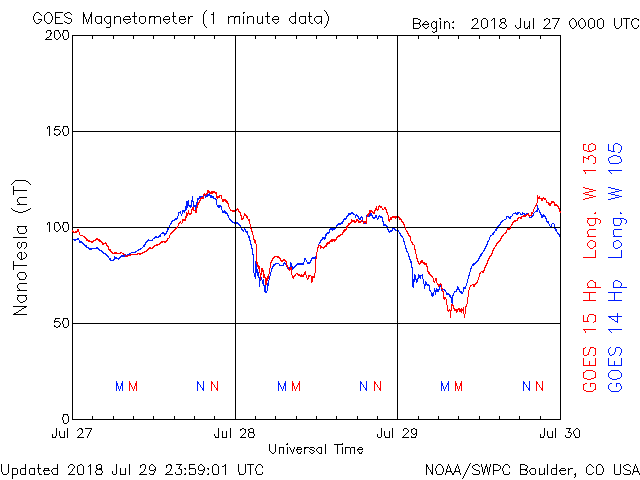 GOES Magnetometer (1 minute data)
Begin: 2018 Jul 27 0000 UTC
200
150
100
50
0
NanoTesla (nT)
M M N N M M N N M M N N
Jul 27 Jul 28 Jul 29 Jul 30
Universal Time
GOES 15 Hp Long. W 136
GOES 14 Hp Long. W 105
Updated 2018 Jul 29 23:59:01 UTC
NOAA/SWPC Boulder, CO USA